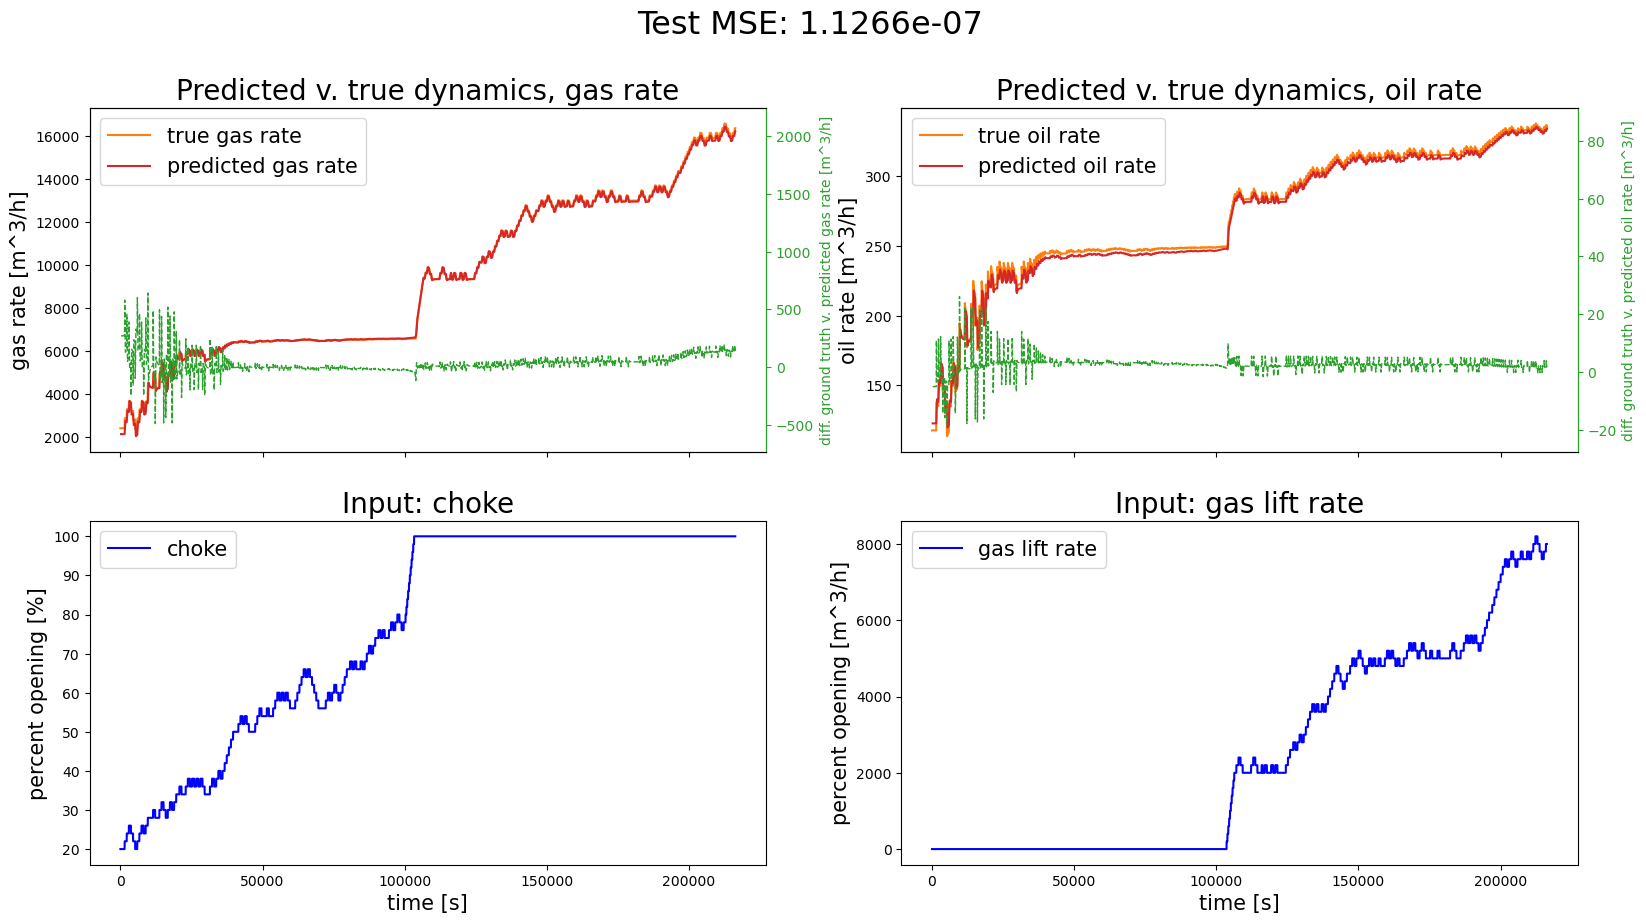 Test MSE: 1.1266e-07
Predicted v. true dynamics, gas rate
true gas rate
predicted gas rate
gas rate [m^3/h]
16000
14000
12000
10000
8000
6000
4000
2000
2000
1500
1000
500
0
−500
diff. ground truth v. predicted gas rate [m^3/h]
Predicted v. true dynamics, oil rate
true oil rate
predicted oil rate
oil rate [m^3/h]
300
250
200
150
80
60
40
20
0
−20
diff. ground truth v. predicted oil rate [m^3/h]
Input: choke
choke
percent opening [%]
100
90
80
70
60
50
40
30
20
0
50000
100000
150000
200000
time [s]
Input: gas lift rate
gas lift rate
percent opening [m^3/h]
8000
6000
4000
2000
0
0
50000
100000
150000
200000
time [s]